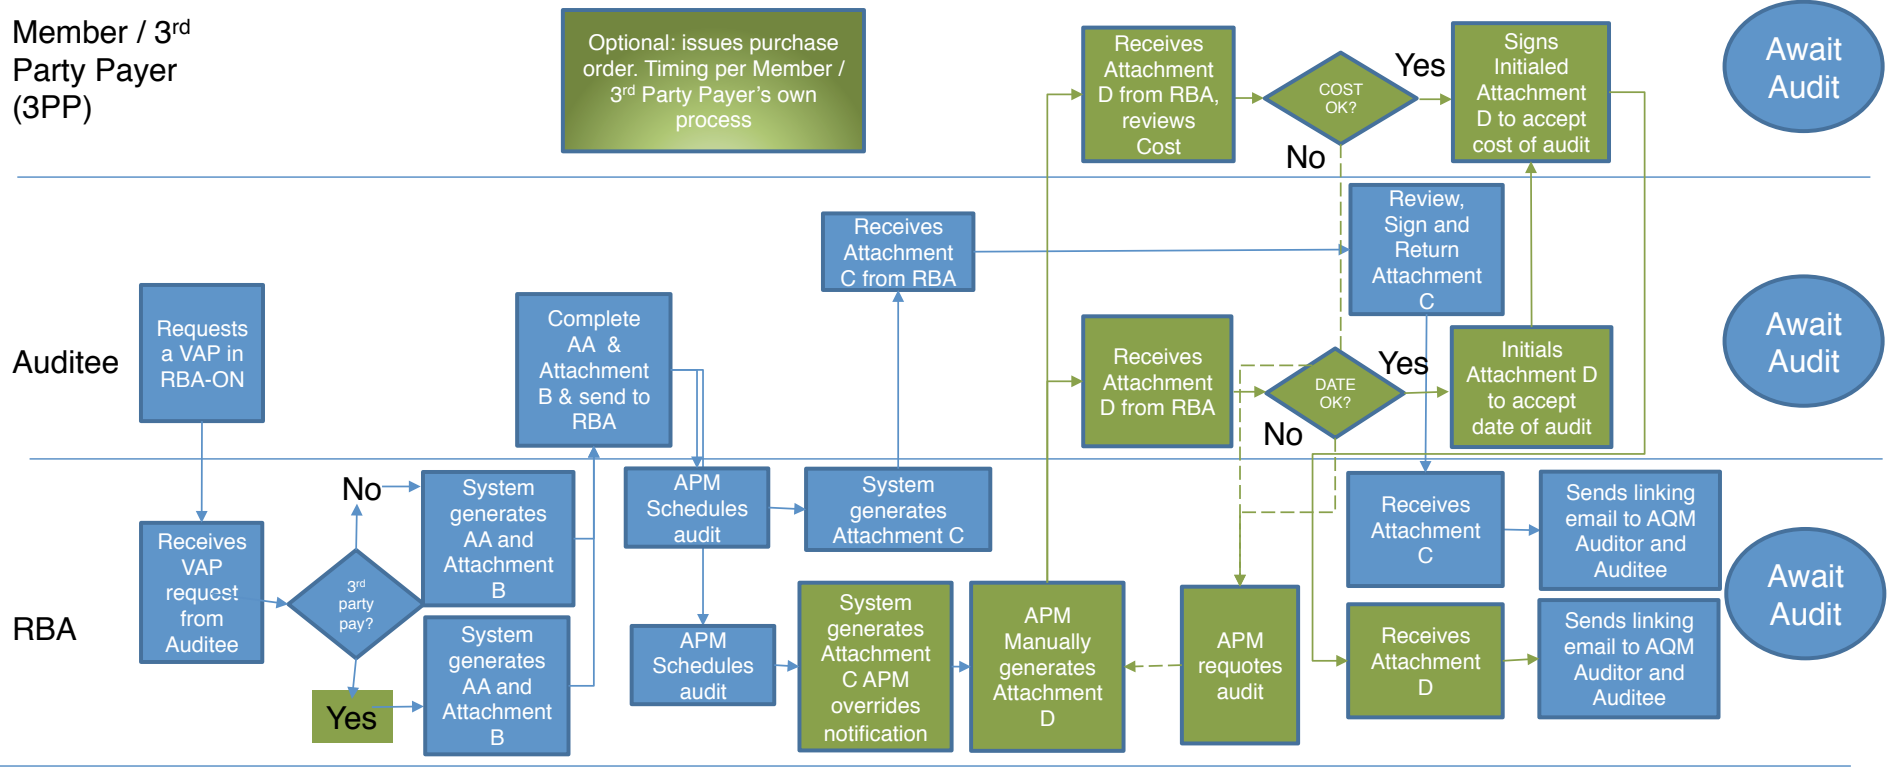 Member / 3rd
Party Payer
(3PP)
Optional: issues purchase
order. Timing per Member /
3rd Party Payer's own
process
Receives
Attachment
D from RBA,
reviews
Cost
COST
OK?
Yes
No
Signs
Initialed
Attachment
D to accept
cost of audit
Await
Audit
Auditee
Requests
a VAP in
RBA-ON
Complete
AA &
Attachment
B & send to
RBA
Receives
Attachment
C from RBA
Receives
Attachment
D from RBA
Review,
Sign and
Return
Attachment
C
DATE
OK?
Yes
No
Initials
Attachment D
to accept
date of audit
Await
Audit
RBA
Receives
VAP
request
from
Auditee
3rd
party
pay?
No
Yes
System
generates
AA and
Attachment
B
System
generates
AA and
Attachment
B
APM
Schedules
audit
System
generates
Attachment C
APM
Schedules
audit
System
generates
Attachment
C APM
overrides
notification
APM
Manually
generates
Attachment
D
APM
requotes
audit
Receives
Attachment
C
Sends linking
email to AQM
Auditor and
Auditee
Receives
Attachment
D
Sends linking
email to AQM
Auditor and
Auditee
Await
Audit